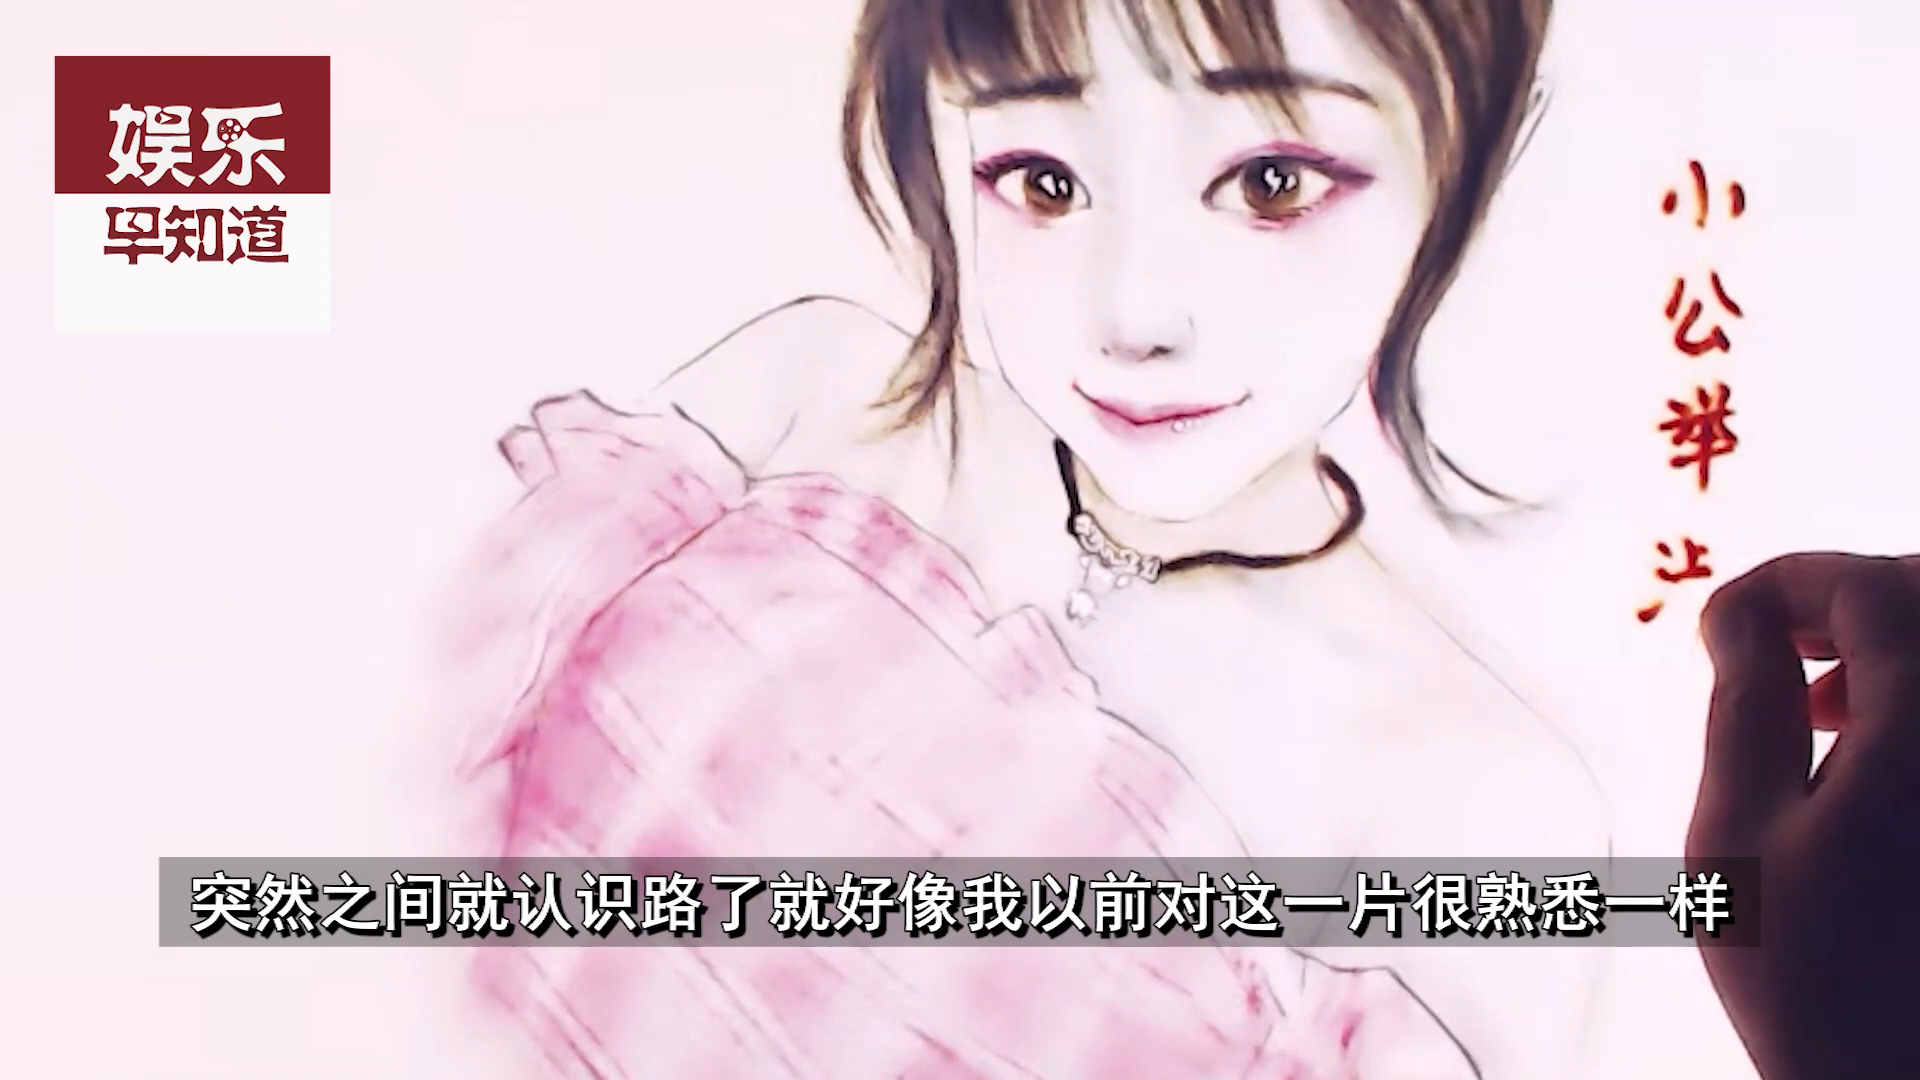 娱乐
早知道
小公举
突然之间就认识路了就好像我以前对这一片很熟悉一样